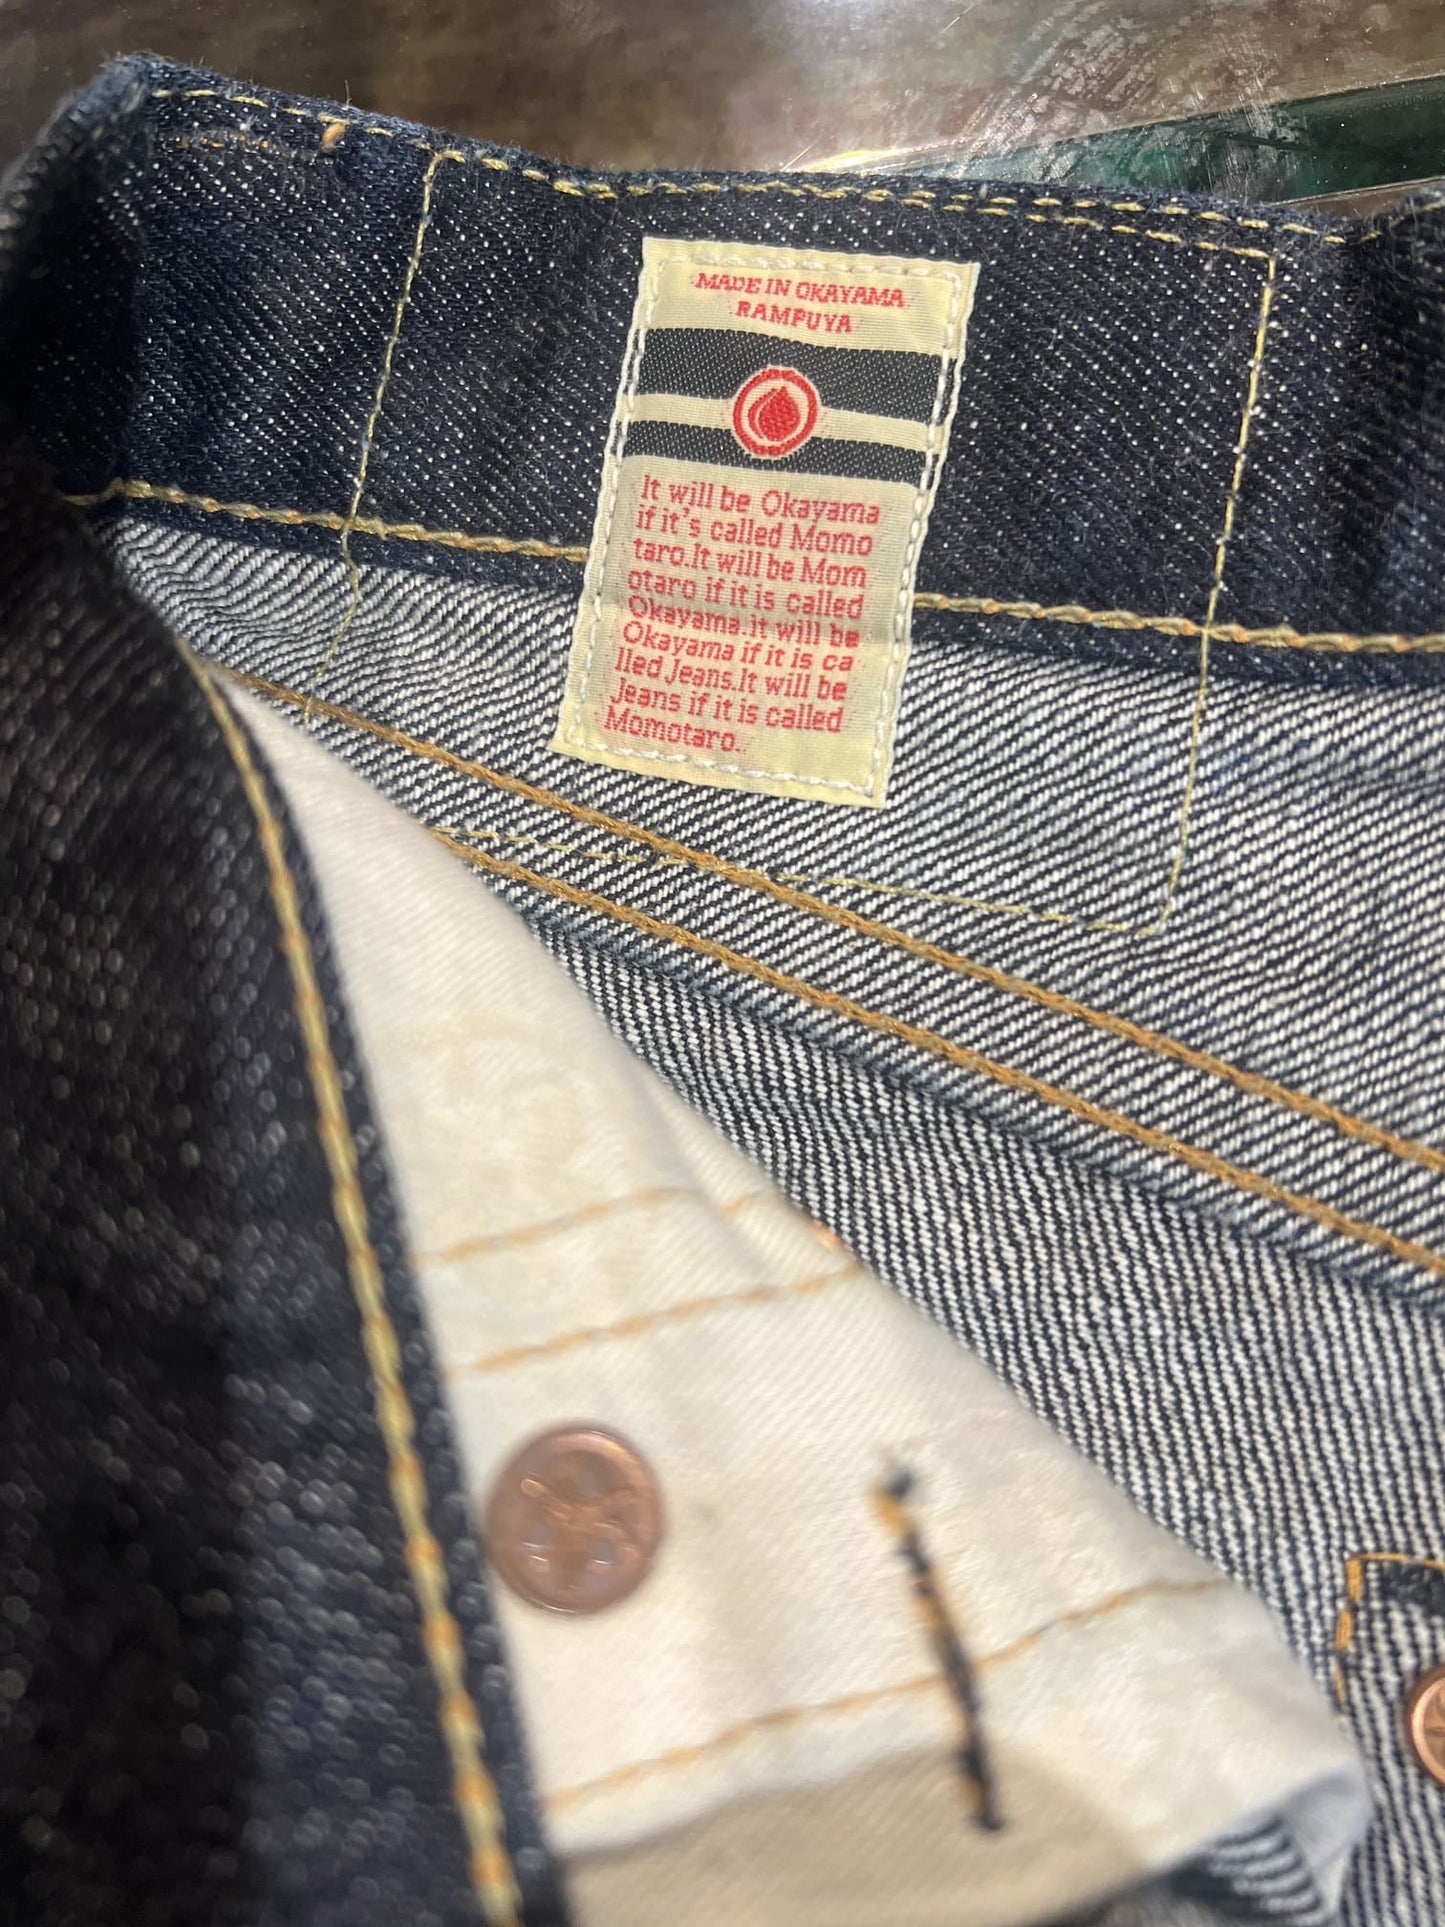 MADE IN OKAYAMA
RAMPUYA
It will be Okayama
if it's called Momo
taro.It will be Mom
otaro if it is called
Okayama.it will be
Okayama if it is ca
lled Jeans.It will be
Jeans if it is called
Momotaro.